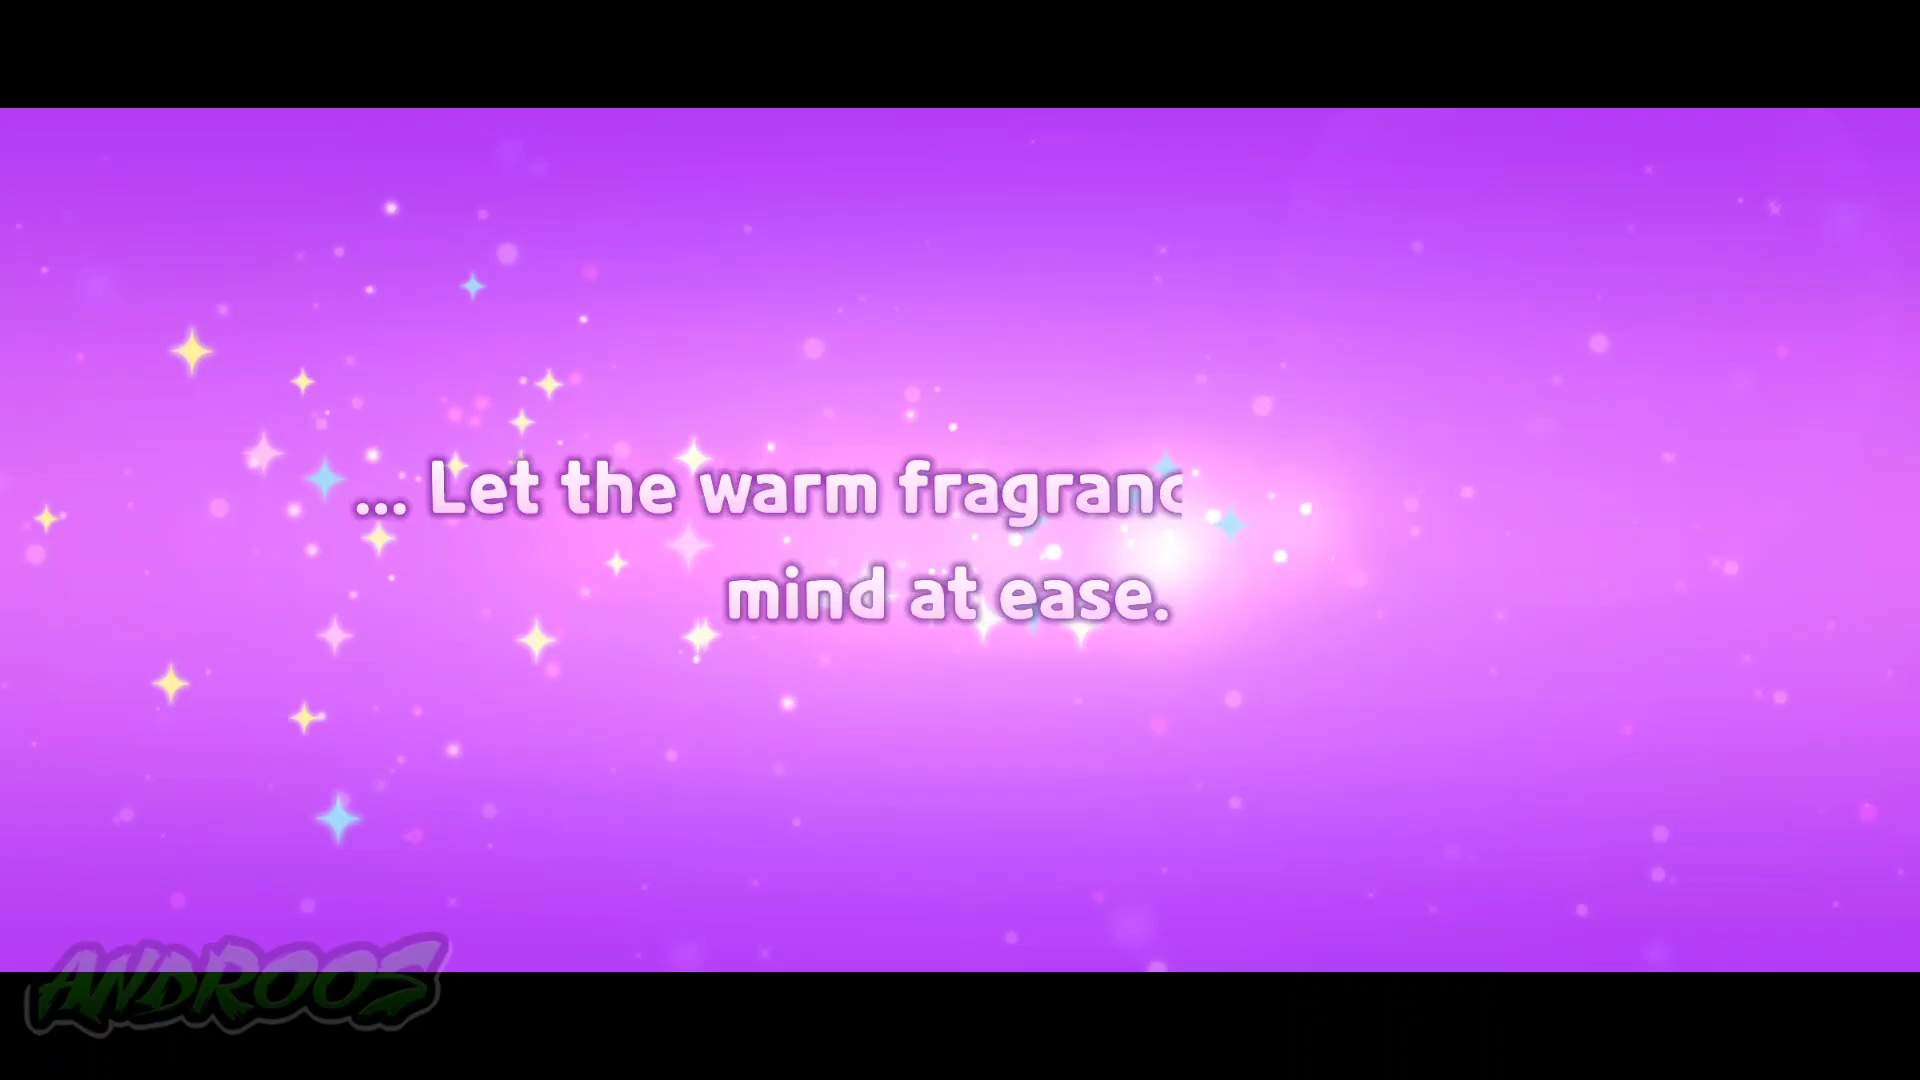 ... Let the warm fragranc
mind at ease.
ANDROOS